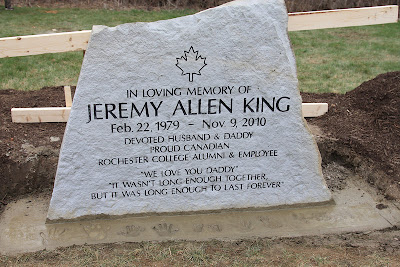 IN LOVING MEMORY OF
JEREMY ALLEN KING
Feb. 22, 1979 - Nov. 9, 2010
DEVOTED HUSBAND & DADDY
PROUD CANADIAN
ROCHESTER COLLEGE ALUMNI & EMPLOYEE
"WE LOVE YOU DADDY"
"IT WASN'T LONG ENOUGH TOGETHER,
BUT IT WAS LONG ENOUGH TO LAST FOREVER"